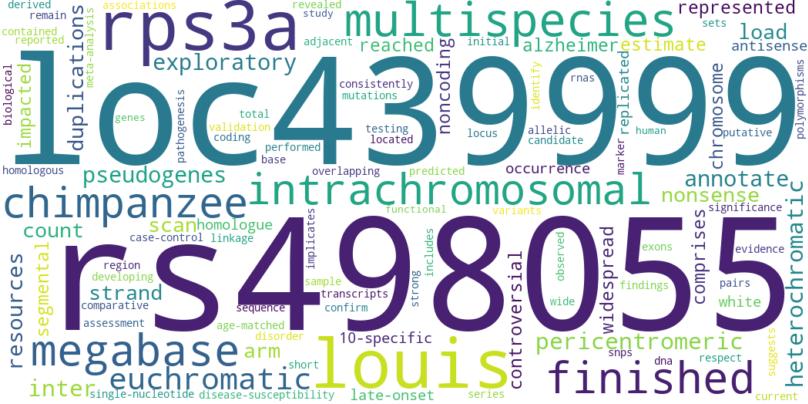 derived associations revealed represented
remain rps3a study multispecies sets load
contained adjacent initial antisense
reported meta-analysis exploratory reached alzheimer estimate
biological impacted duplications loc439999 noncoding replicated chromosome polymorphisms
consistently rnas
mutations identify
genes pathogenesis total testing locus allelic human putative
validation coding located candidate
performed marker
homologous base overlapping predicted occurrence
pseudogenes annotate
chimpanzee intrachromosomal nonsense
functional variants significance
count scan homologue
case-control linkage implicates
rs498055
resources segmental region includes observed exons evidence
developing sample strong controversial widespread comprises heterochromatic
strand transcripts wide findings pairs
comparative sequence confirm white
assessment age-matched
disorder 10-specific pericentromeric
megabase arm louis snps dna respect
short suggests
euchromatic finished
inter late-onset
single-nucleotide disease-susceptibility series current